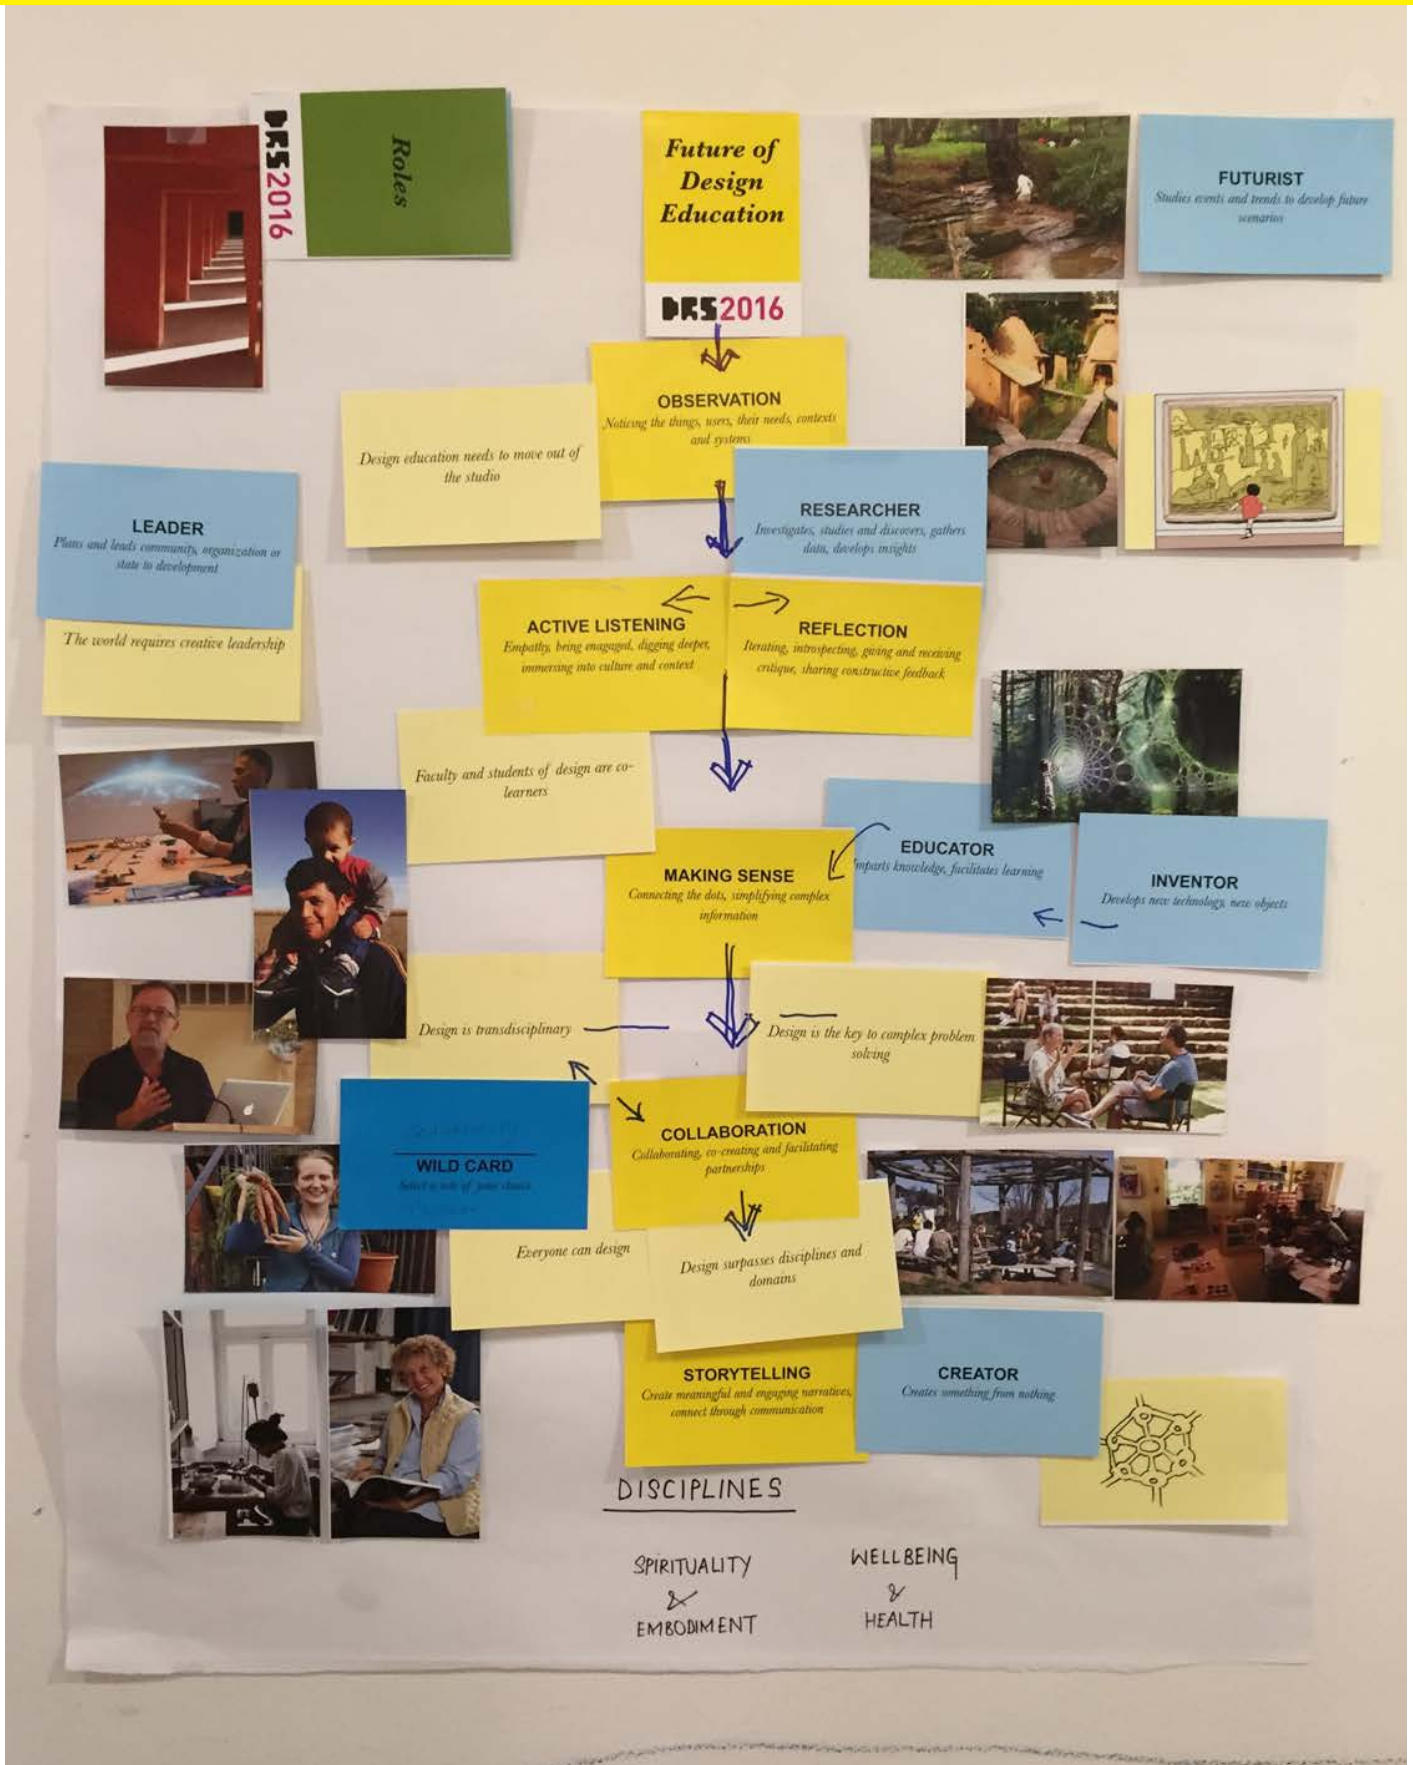 DRS2016
Roles
Future of
Design
Education
DRS2016
FUTURIST
Studies events and trends to develop future
scenarios
OBSERVATION
Noticing the things, users, their needs, contexts
and systems
Design education needs to move out of
the studio
LEADER
Plans and leads community, organization or
state to development
RESEARCHER
Investigates, studies and discovers, gathers
data, develops insights
The world requires creative leadership
ACTIVE LISTENING
Empathy, being enagaged, digging deeper,
immersing into culture and context
REFLECTION
Iterating, introspecting, giving and receiving
critique, sharing constructive feedback
Faculty and students of design are co-
learners
MAKING SENSE
Connecting the dots, simplifying complex
information
EDUCATOR
Imparts knowledge, facilitates learning
INVENTOR
Develops new technology, new objects
Design is transdisciplinary
Design is the key to complex problem
solving
COLLABORATION
Collaborating, co-creating and facilitating
partnerships
WILD CARD
Select a role of your choice
Everyone can design
Design surpasses disciplines and
domains
STORYTELLING
Create meaningful and engaging narratives,
connect through communication
CREATOR
Creates something from nothing
DISCIPLINES
SPIRITUALITY
&
EMBODIMENT
WELLBEING
&
HEALTH